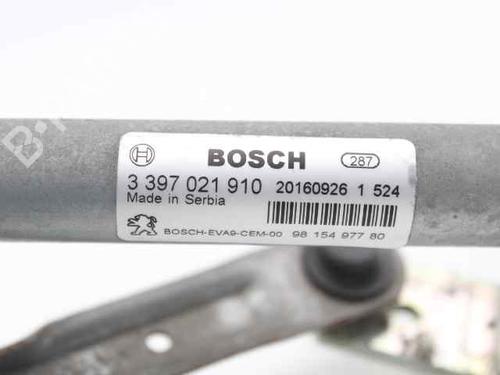 BOSCH 287
3 397 021 910 20160926 1 524
Made in Serbia
BOSCH-EVA9-CEM-00 98 154 977 80